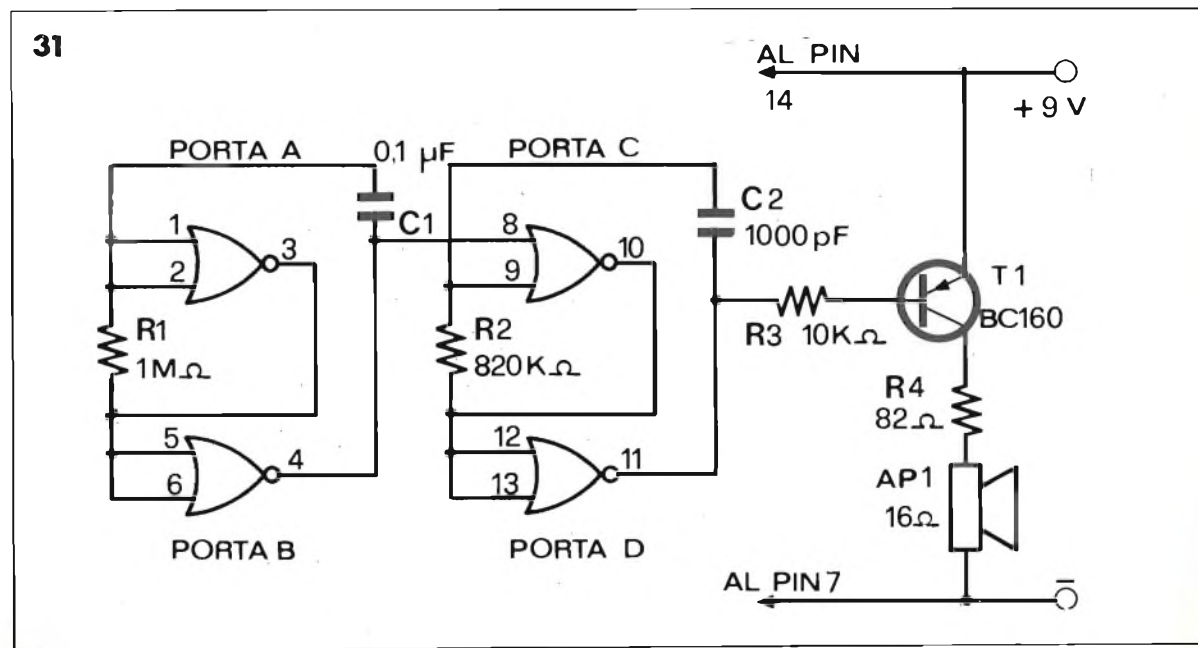 31
AL PIN
14
+9 V
PORTA A
0,1 µF
C1
PORTA C
C2
1000 pF
1
2
3
R1
1MΩ
5
6
4
PORTA B
8
9
10
R2
820KΩ
12
13
11
PORTA D
R3 10KΩ
T1
BC160
R4
82Ω
AP1
16Ω
AL PIN 7
–